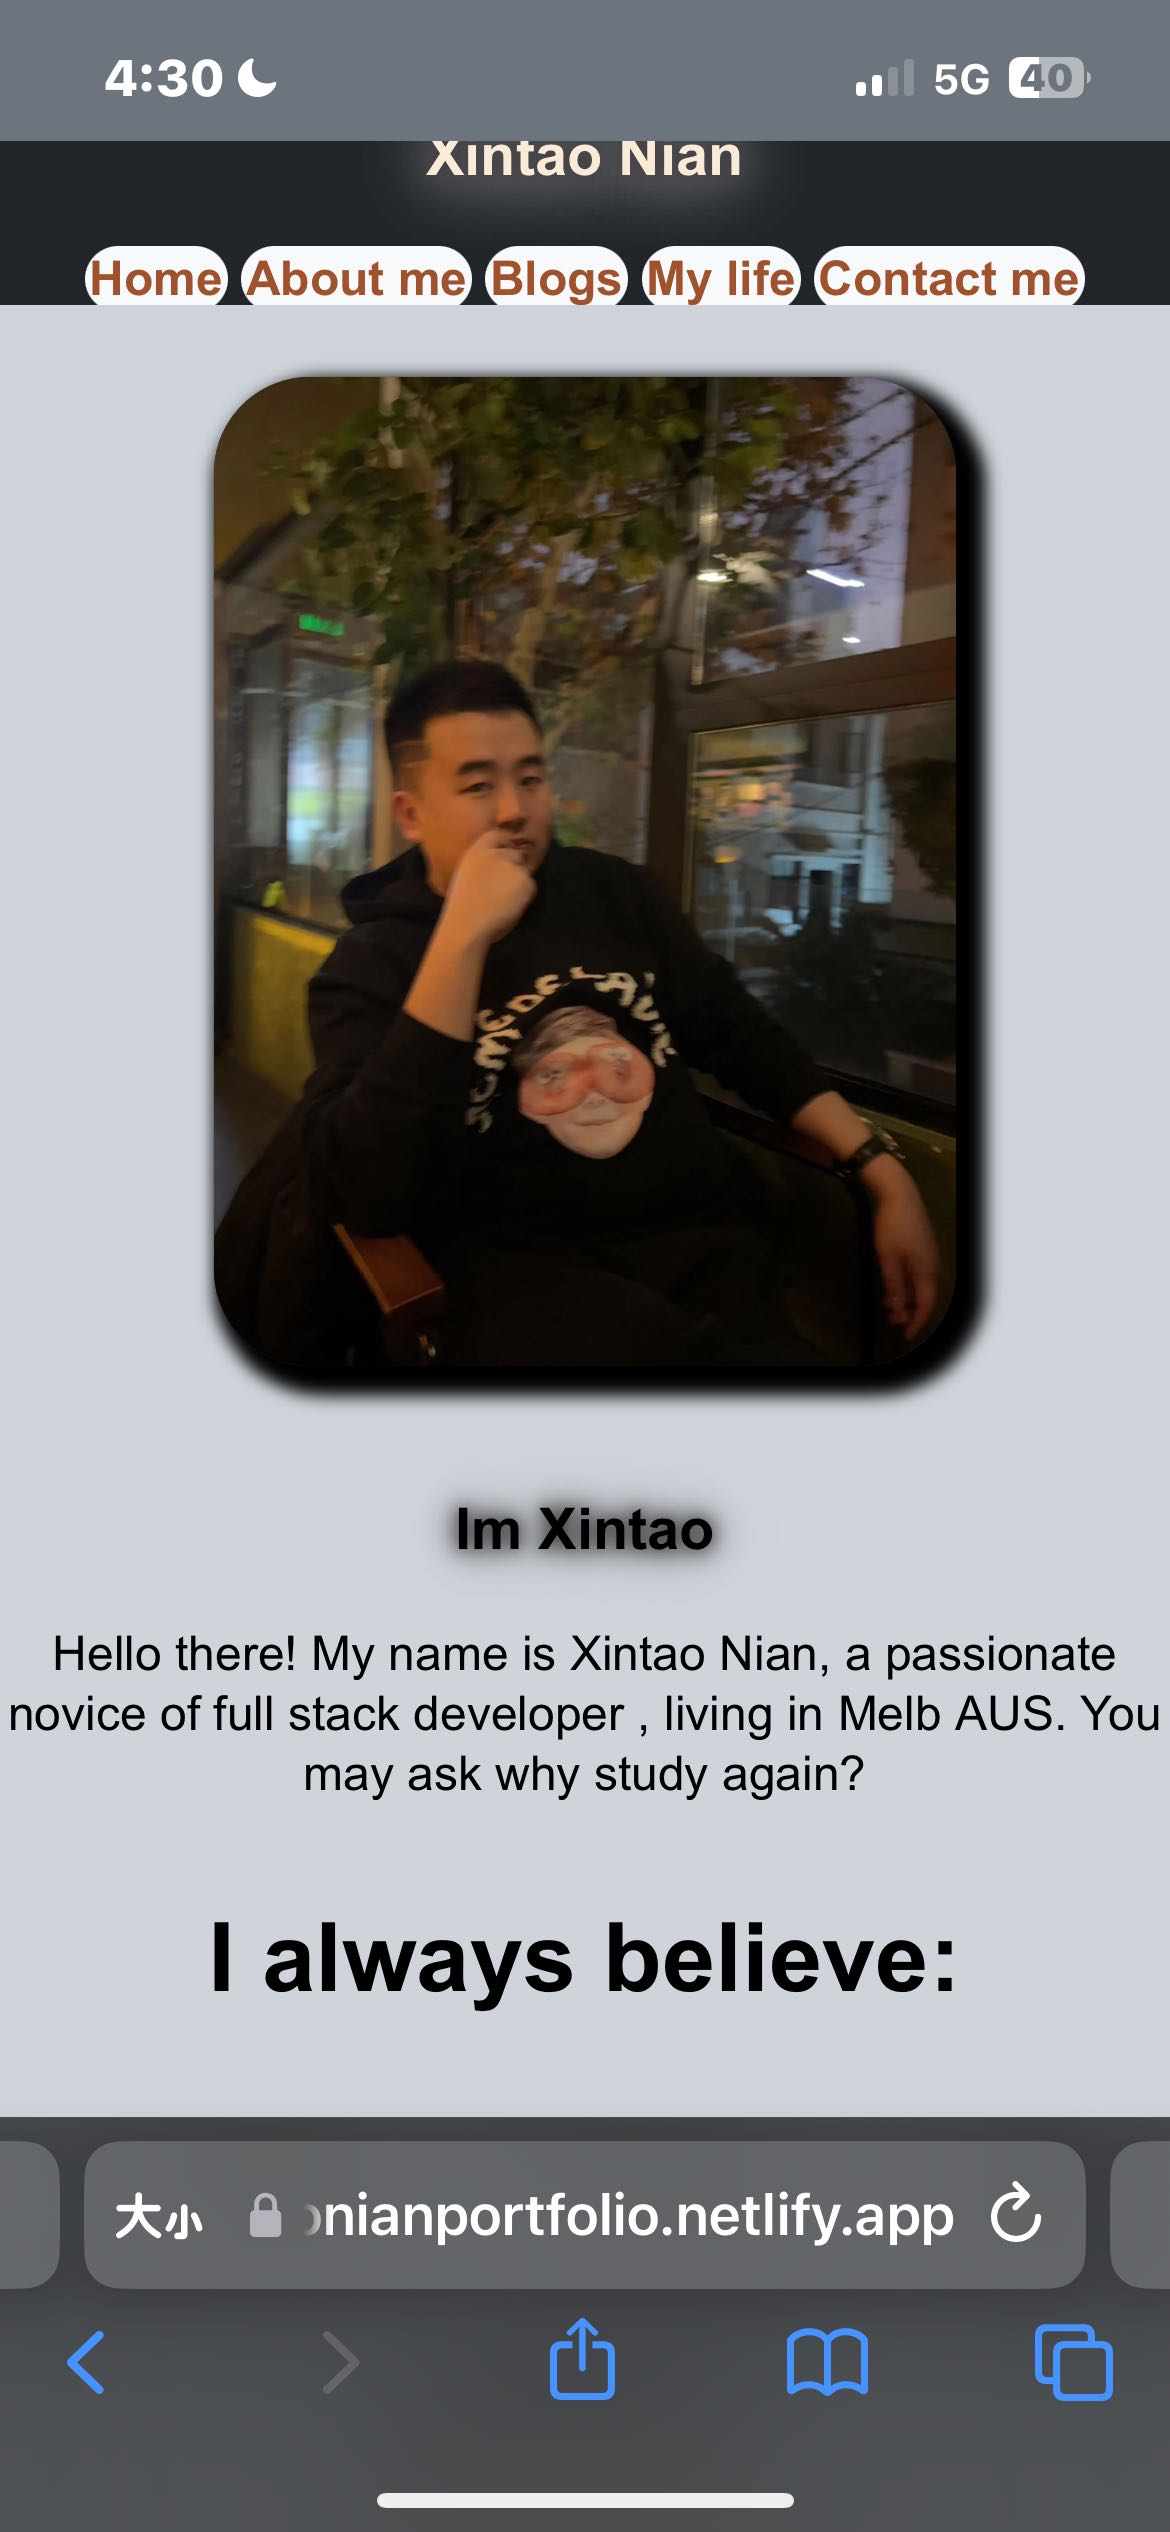 4:30
5G
40
Xintao Nian
Home About me Blogs My life Contact me
Im Xintao
Hello there! My name is Xintao Nian, a passionate
novice of full stack developer , living in Melb AUS. You
may ask why study again?
I always believe:
大小
nianportfolio.netlify.app